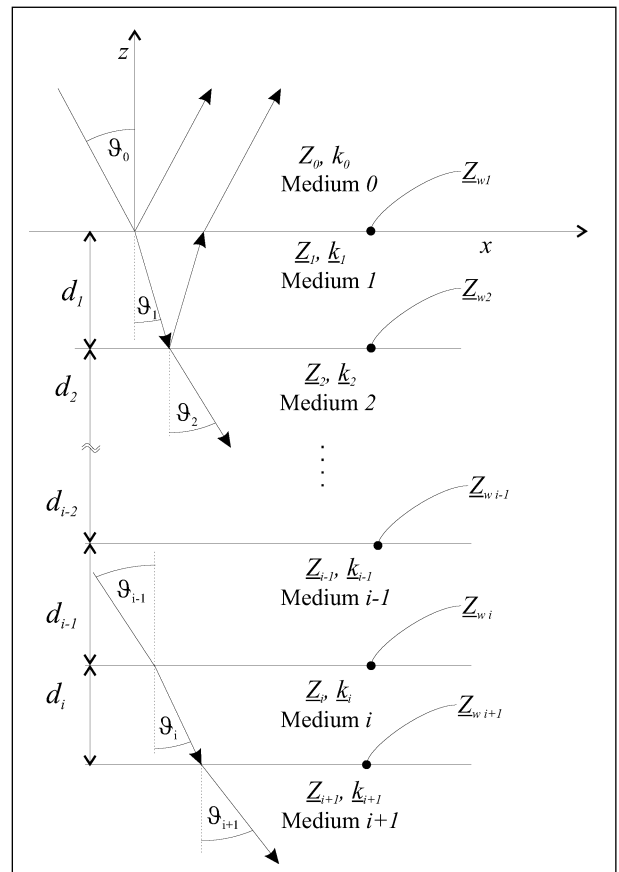 z
ϑ0
Z0, k0
Medium 0
Zw1
x
Z1, k1
Medium 1
d1
ϑ1
Zw2
Z2, k2
Medium 2
d2
ϑ2
di-2
Zw i-1
Zi-1, ki-1
Medium i-1
ϑi-1
di-1
Zw i
Zi, ki
Medium i
di
ϑi
Zw i+1
Zi+1, ki+1
Medium i+1
ϑi+1